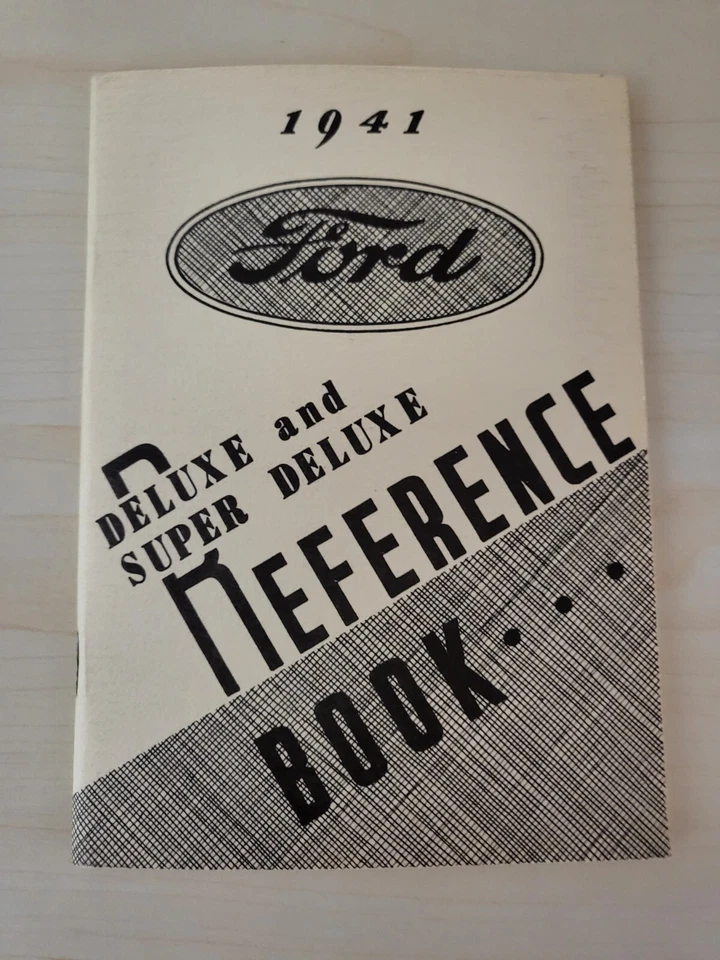 1941
Ford
DELUXE and
SUPER DELUXE
REFERENCE
BOOK...